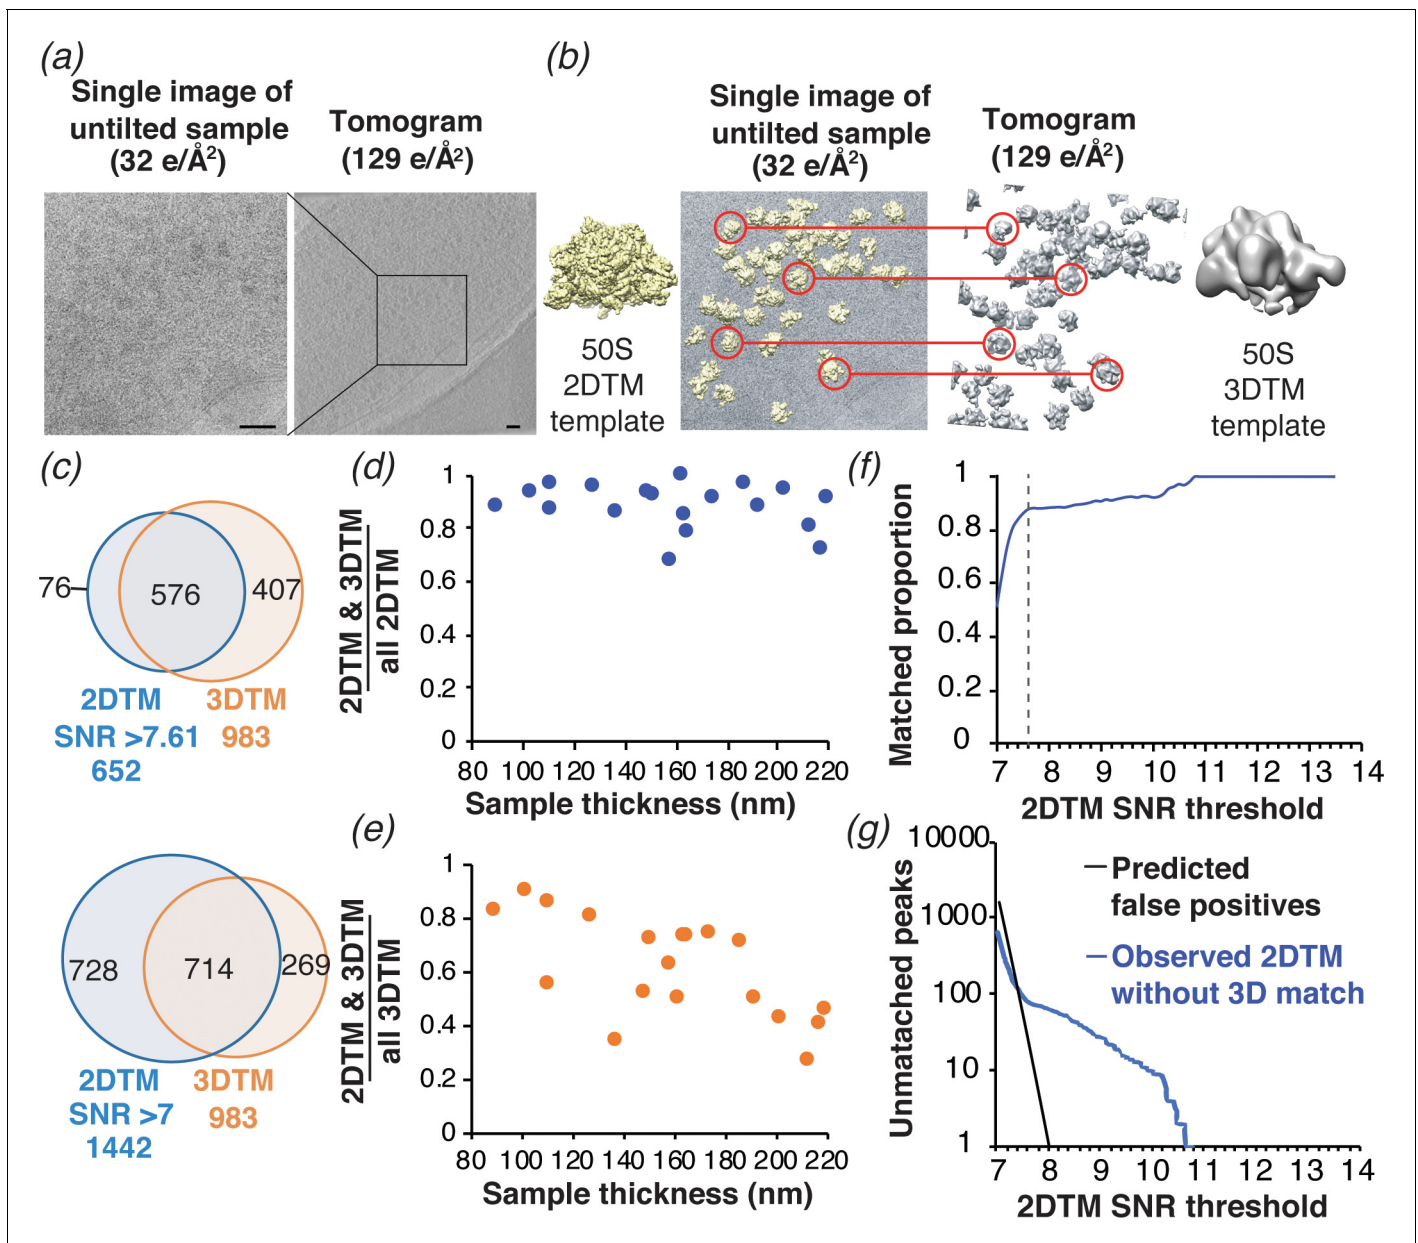 (a)
Single image of
untilted sample
(32 e/Å²)
Tomogram
(129 e/Å²)
(b)
Single image of
untilted sample
(32 e/Å²)
Tomogram
(129 e/Å²)
50S
2DTM
template
50S
3DTM
template
(c)
76
576
407
2DTM
SNR >7.61
652
3DTM
983
728
714
269
2DTM
SNR >7
1442
3DTM
983
(d)
2DTM & 3DTM
all 2DTM
1
0.8
0.6
0.4
0.2
0
80 100 120 140 160 180 200 220
Sample thickness (nm)
(e)
2DTM & 3DTM
all 3DTM
1
0.8
0.6
0.4
0.2
0
80 100 120 140 160 180 200 220
Sample thickness (nm)
(f)
Matched proportion
1
0.8
0.6
0.4
0.2
0
7 8 9 10 11 12 13 14
2DTM SNR threshold
(g)
Unmatached peaks
10000
1000
100
10
1
Predicted
false positives
Observed 2DTM
without 3D match
7 8 9 10 11 12 13 14
2DTM SNR threshold